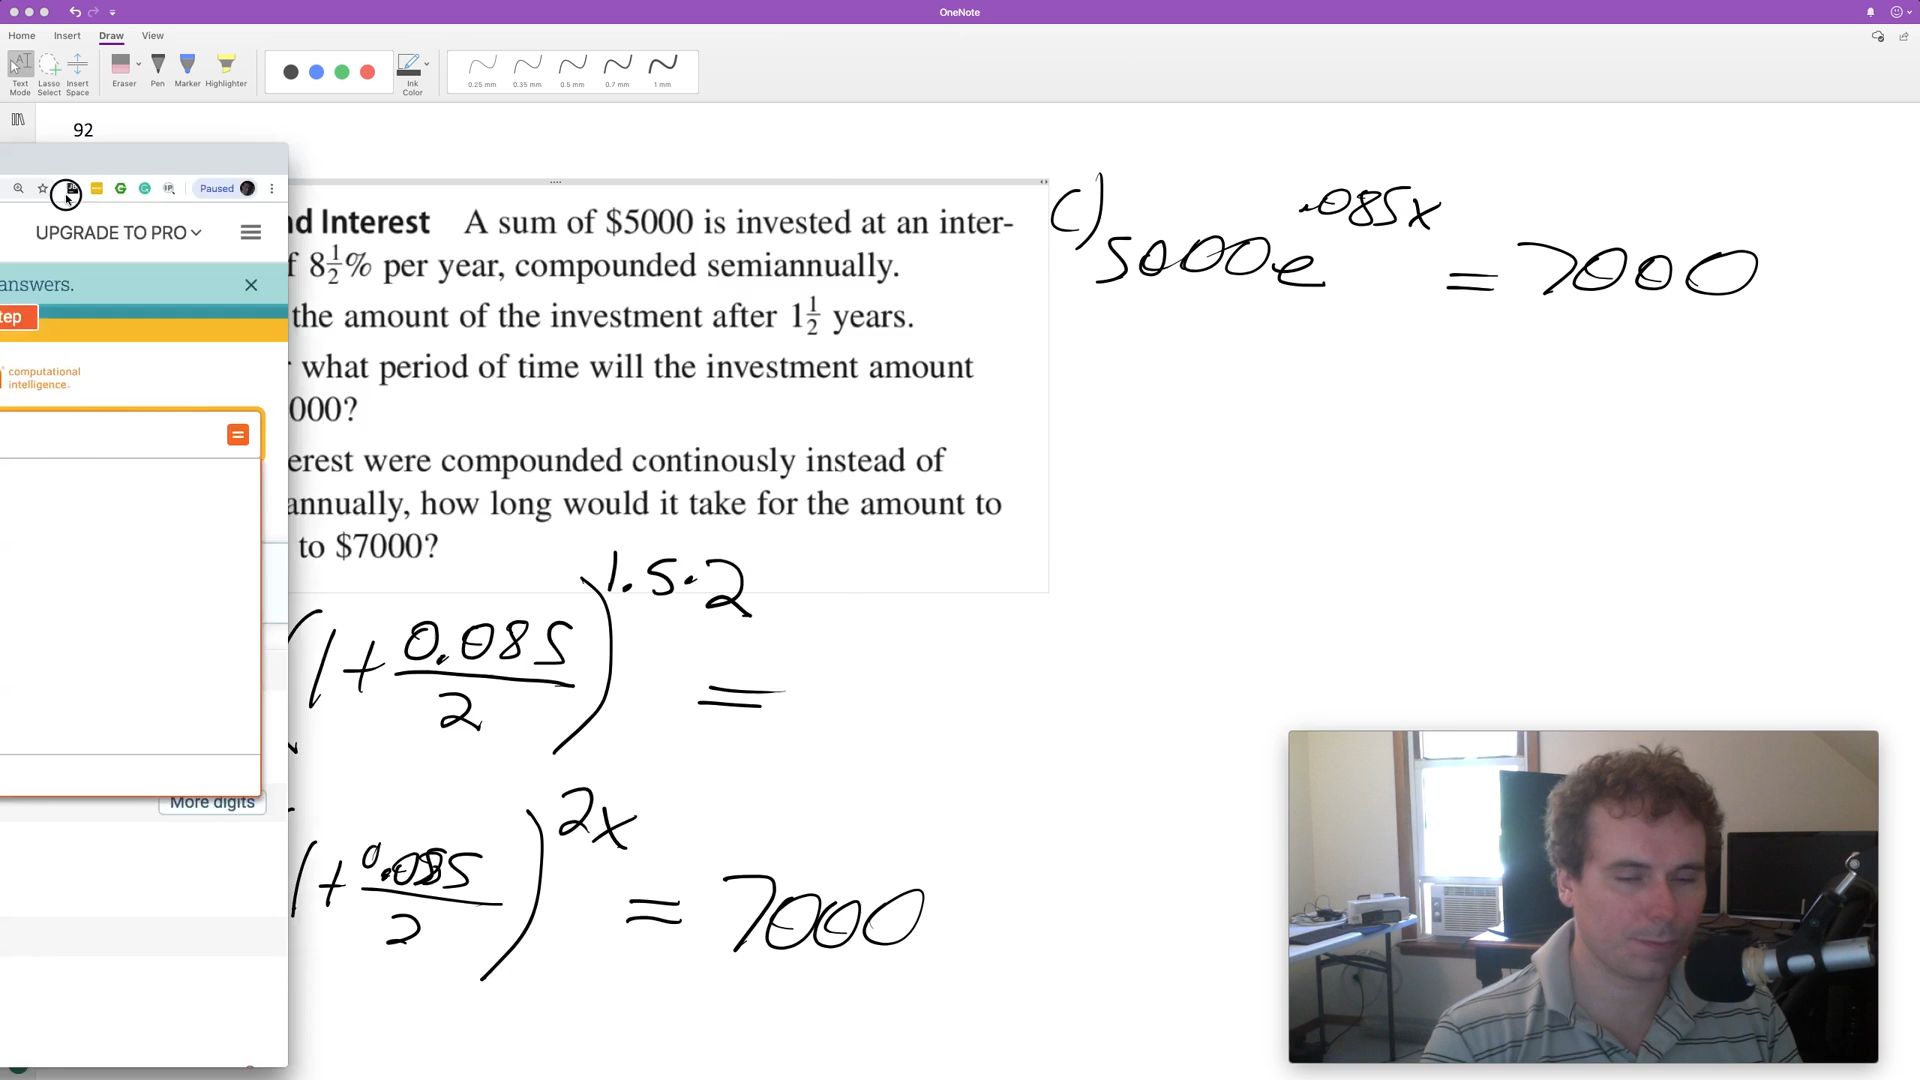 OneNote
Home Insert Draw View
Text Mode
Lasso Select
Insert Space
Eraser
Pen
Marker
Highlighter
Ink Color
0.25 mm 0.35 mm 0.5 mm 0.7 mm 1 mm
92
Paused
UPGRADE TO PRO
answers.
tep
computational
intelligence.
=
More digits
nd Interest A sum of $5000 is invested at an inter-
f 8 1/2 % per year, compounded semiannually.
the amount of the investment after 1 1/2 years.
what period of time will the investment amount
000?
erest were compounded continously instead of
annually, how long would it take for the amount to
to $7000?
(1 + 0.085/2)^1.5·2 =
(1 + 0.085/2)^2x = 7000
c) 5000e^.085x = 7000